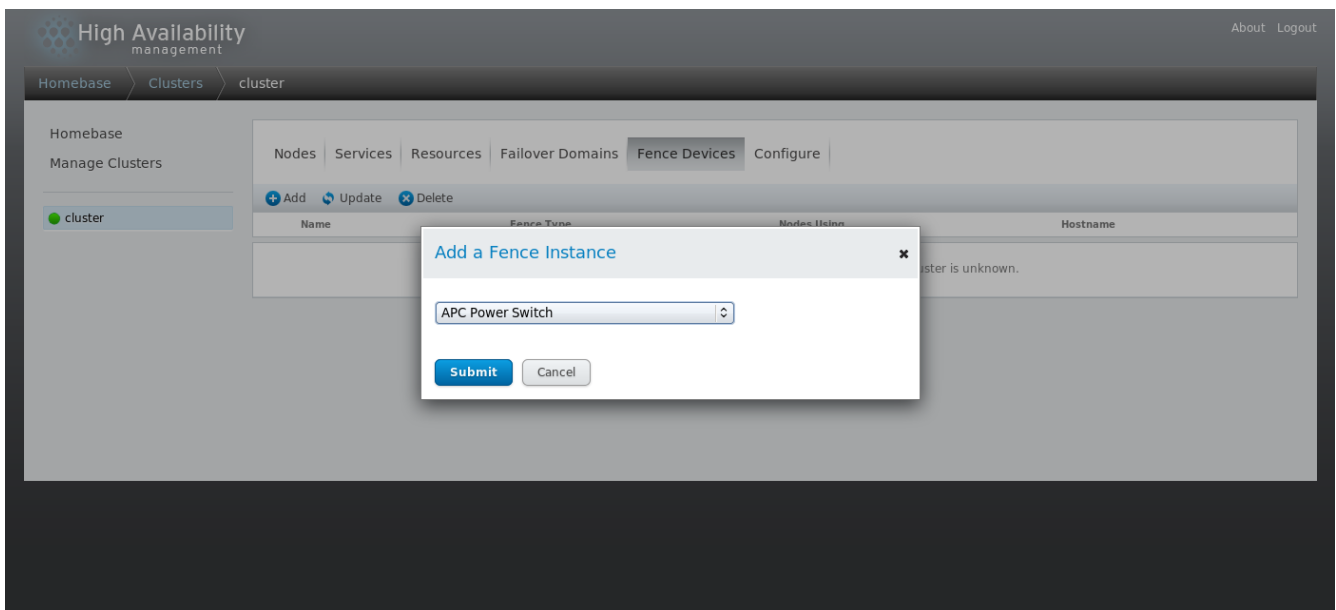 High Availability
management
About Logout
Homebase Clusters cluster
Homebase
Manage Clusters
cluster
Nodes Services Resources Failover Domains Fence Devices Configure
Add Update Delete
Name Fence Type Nodes Using Hostname
Add a Fence Instance
uster is unknown.
APC Power Switch
Submit Cancel